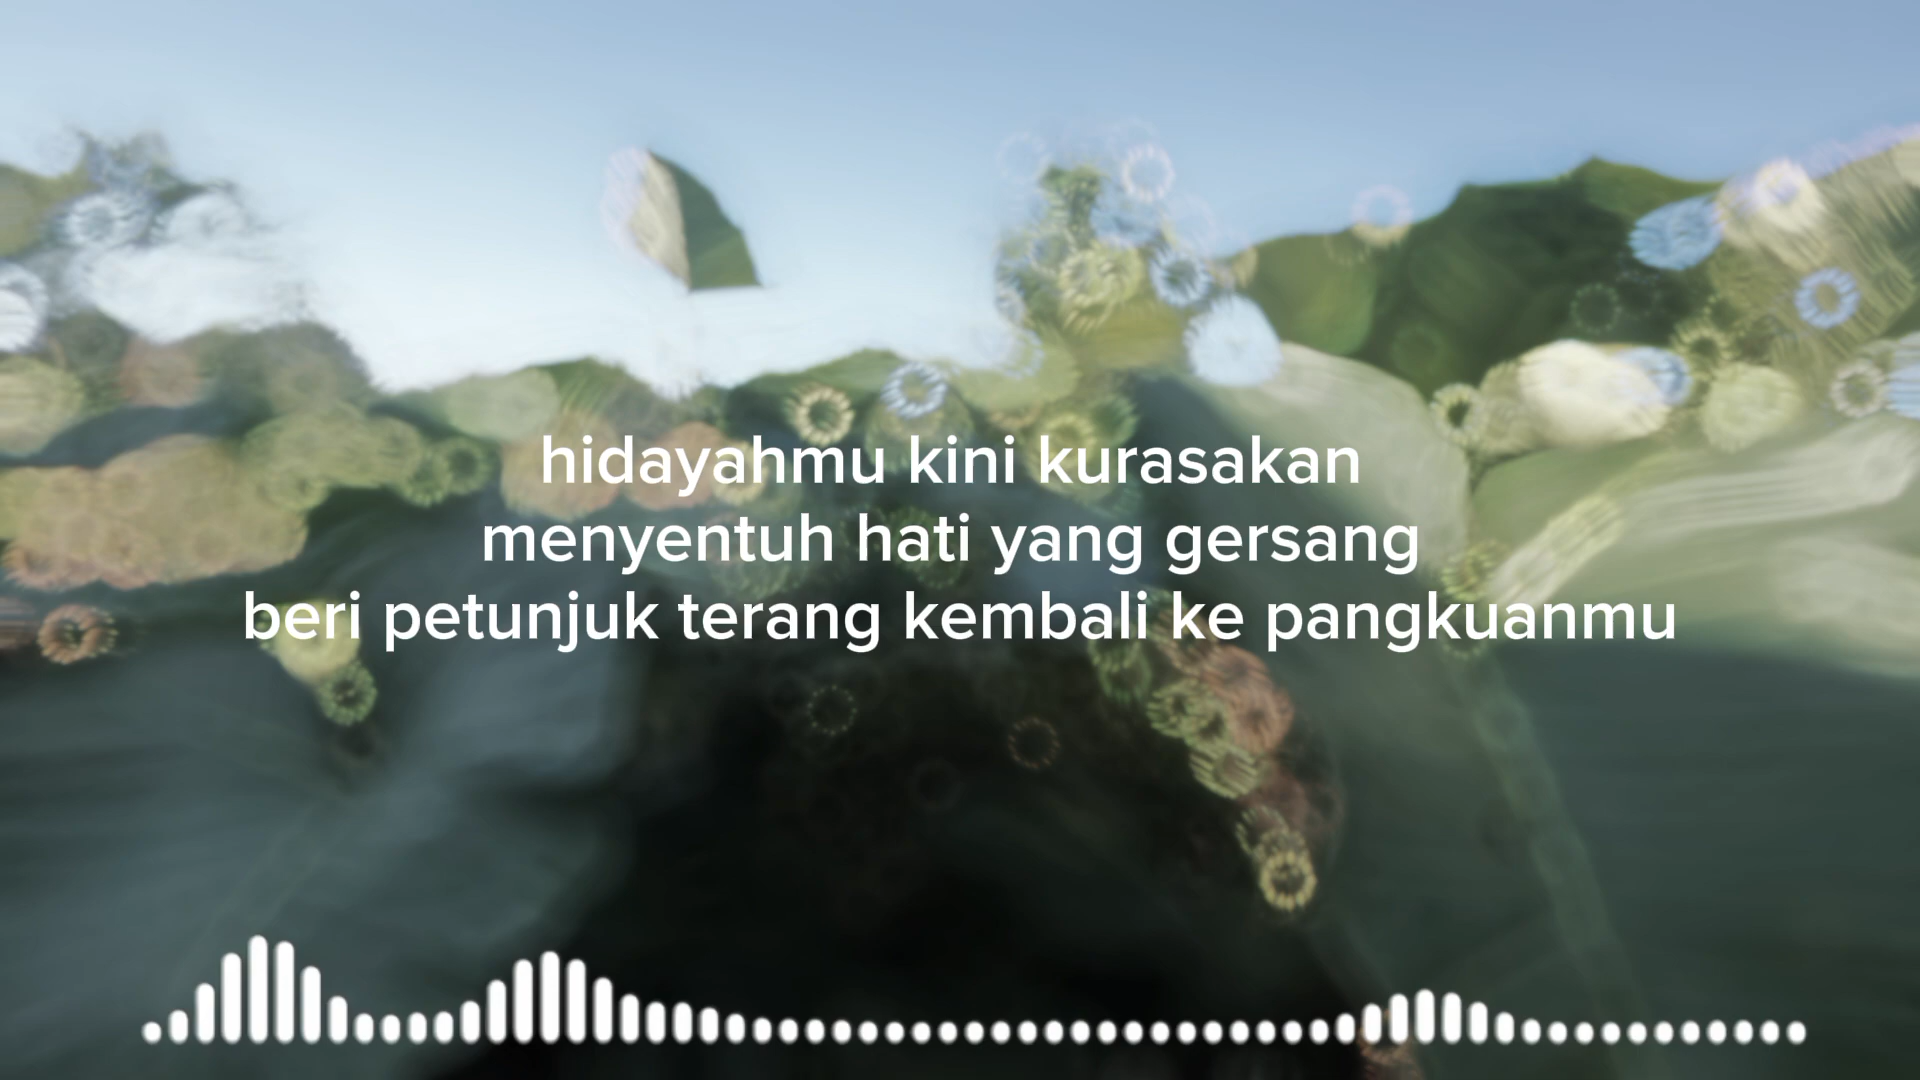 hidayahmu kini kurasakan
menyentuh hati yang gersang
beri petunjuk terang kembali ke pangkuanmu